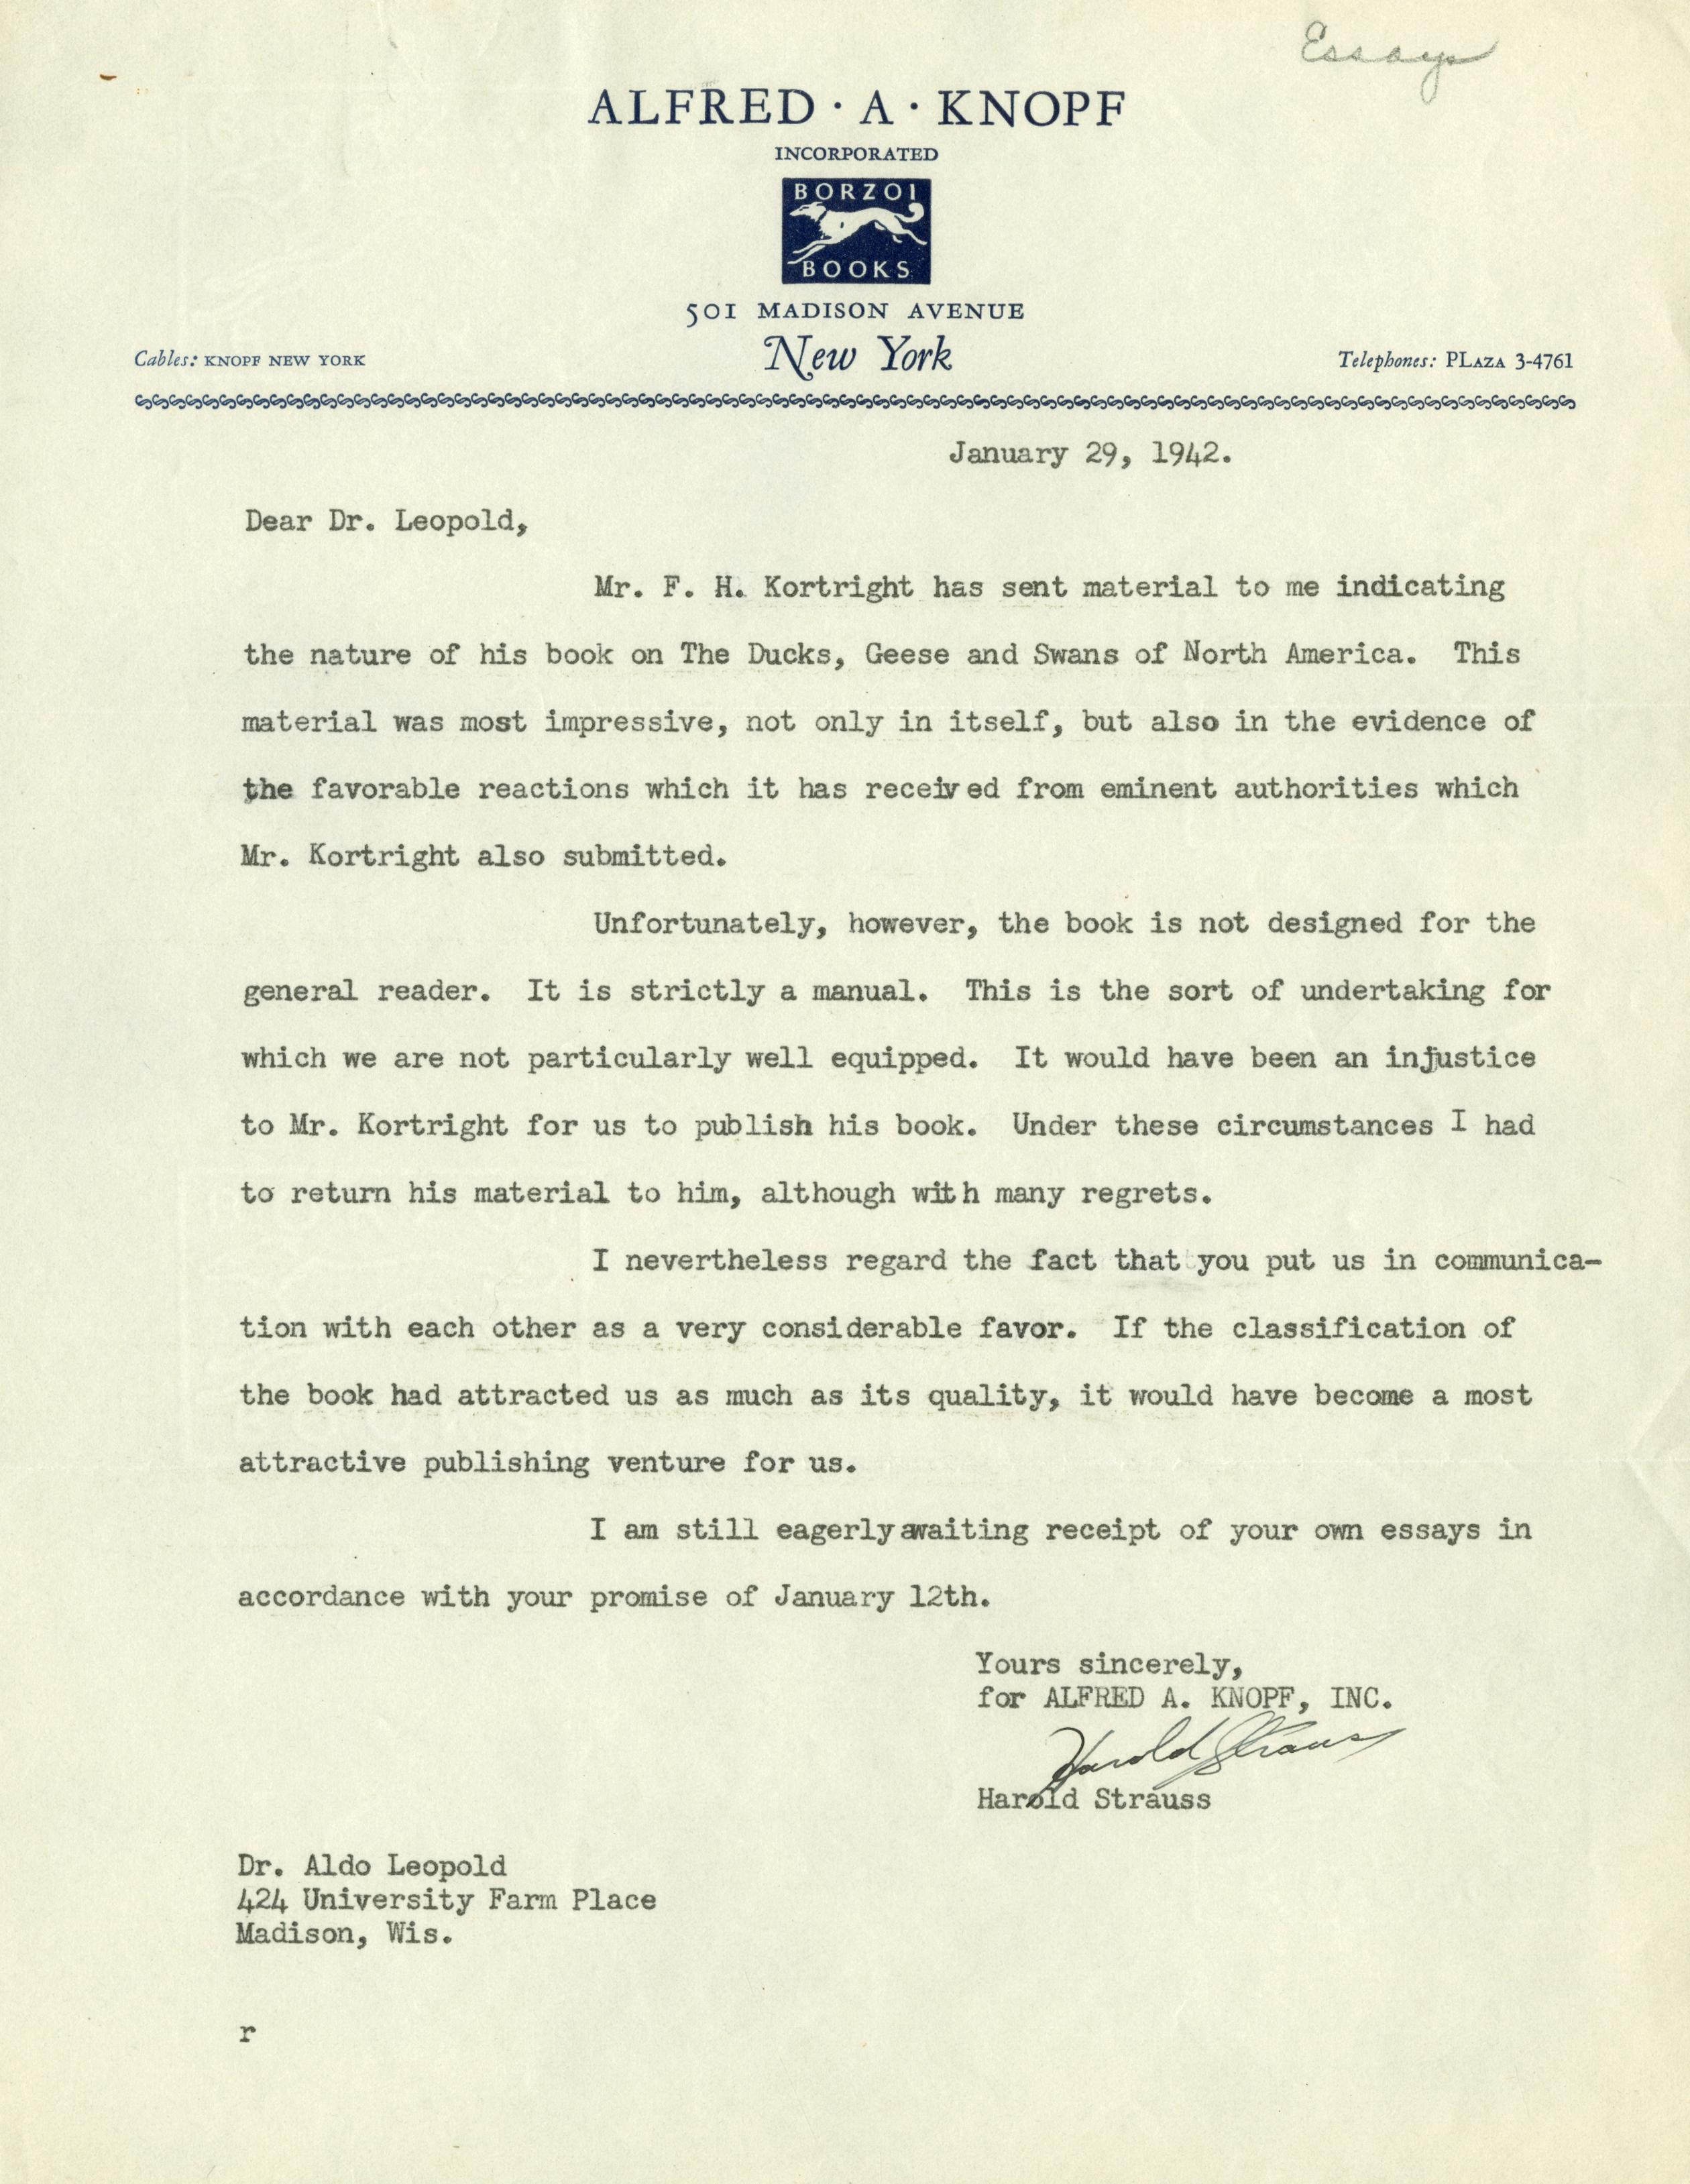 Essays
ALFRED · A · KNOPF
INCORPORATED
BORZOI
BOOKS
501 MADISON AVENUE
New York
Cables: KNOPF NEW YORK
Telephones: PLAZA 3-4761
January 29, 1942.
Dear Dr. Leopold,
Mr. F. H. Kortright has sent material to me indicating
the nature of his book on The Ducks, Geese and Swans of North America. This
material was most impressive, not only in itself, but also in the evidence of
the favorable reactions which it has received from eminent authorities which
Mr. Kortright also submitted.
Unfortunately, however, the book is not designed for the
general reader. It is strictly a manual. This is the sort of undertaking for
which we are not particularly well equipped. It would have been an injustice
to Mr. Kortright for us to publish his book. Under these circumstances I had
to return his material to him, although with many regrets.
I nevertheless regard the fact that you put us in communica-
tion with each other as a very considerable favor. If the classification of
the book had attracted us as much as its quality, it would have become a most
attractive publishing venture for us.
I am still eagerly awaiting receipt of your own essays in
accordance with your promise of January 12th.
Yours sincerely,
for ALFRED A. KNOPF, INC.
Harold Strauss
Harold Strauss
Dr. Aldo Leopold
424 University Farm Place
Madison, Wis.
r